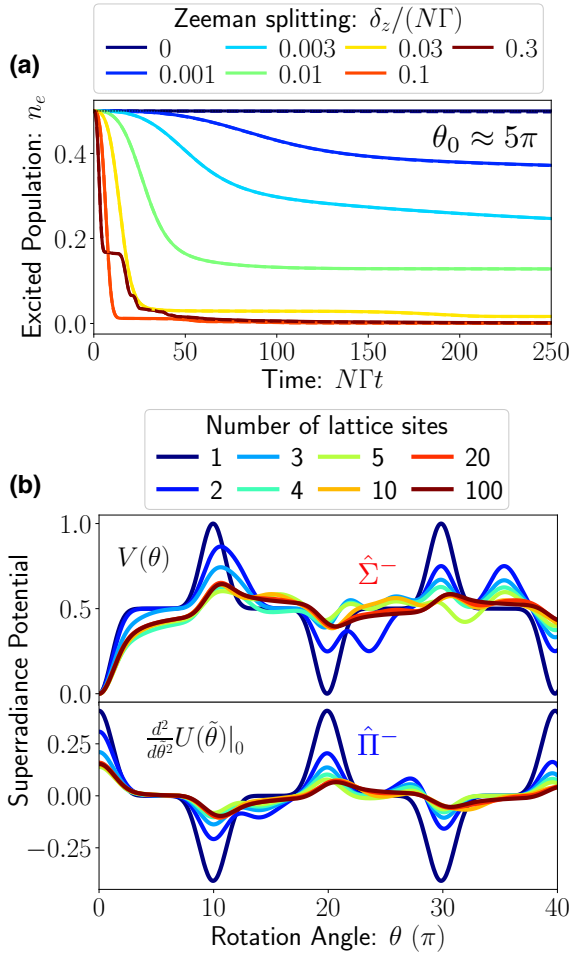 Zeeman splitting: δ_z/(NΓ)
0 0.003 0.03 0.3
0.001 0.01 0.1
(a)
θ₀ ≈ 5π
Excited Population: n_e
0.4
0.2
0.0
0 50 100 150 200 250
Time: NΓt
Number of lattice sites
1 3 5 20
2 4 10 100
(b)
Superradiance Potential
1.0
0.5
0.0
V(θ) Σ̂⁻
0.25
0.00
−0.25
d²/dθ̃² U(θ̃)|₀ Π̂⁻
0 10 20 30 40
Rotation Angle: θ (π)